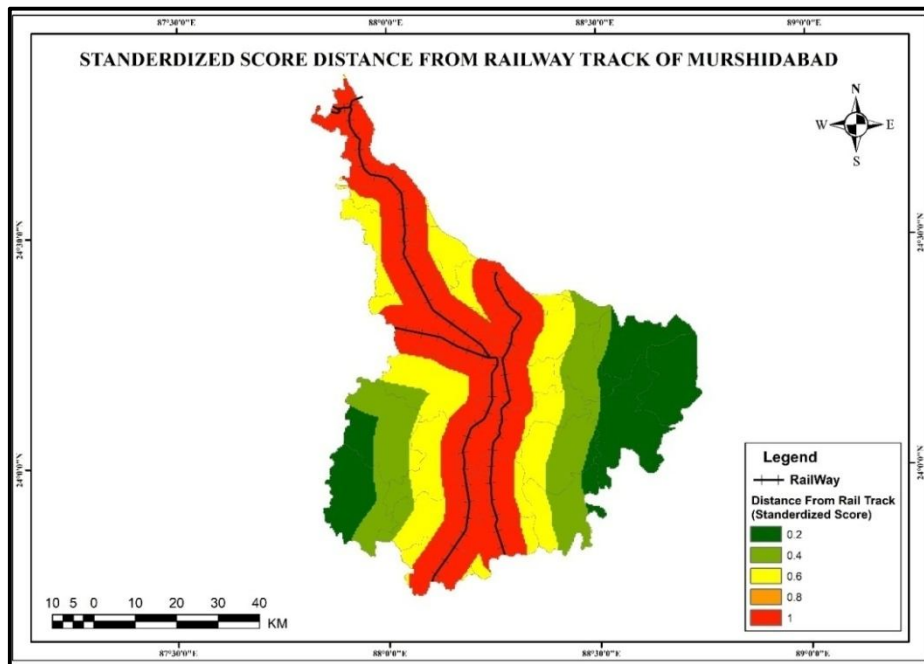 87°30'0"E 88°0'0"E 88°30'0"E 89°0'0"E
STANDERDIZED SCORE DISTANCE FROM RAILWAY TRACK OF MURSHIDABAD
N
W E
S
24°30'0"N 24°30'0"N
24°0'0"N 24°0'0"N
Legend
RailWay
Distance From Rail Track
(Standerdized Score)
0.2
0.4
0.6
0.8
1
10 5 0 10 20 30 40
KM
87°30'0"E 88°0'0"E 88°30'0"E 89°0'0"E